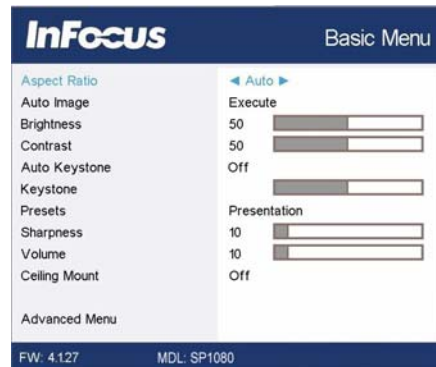 InFocus Basic Menu
Aspect Ratio ◄ Auto ►
Auto Image Execute
Brightness 50
Contrast 50
Auto Keystone Off
Keystone
Presets Presentation
Sharpness 10
Volume 10
Ceiling Mount Off
Advanced Menu
FW: 4.1.27 MDL: SP1080